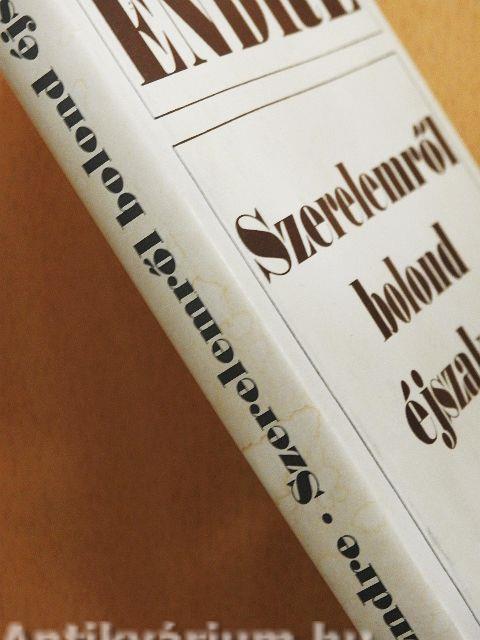 ENDRE
Szerelemről
bolond
éjszak
ndre • Szerelemről bolond éjs
Antikvárium.hu